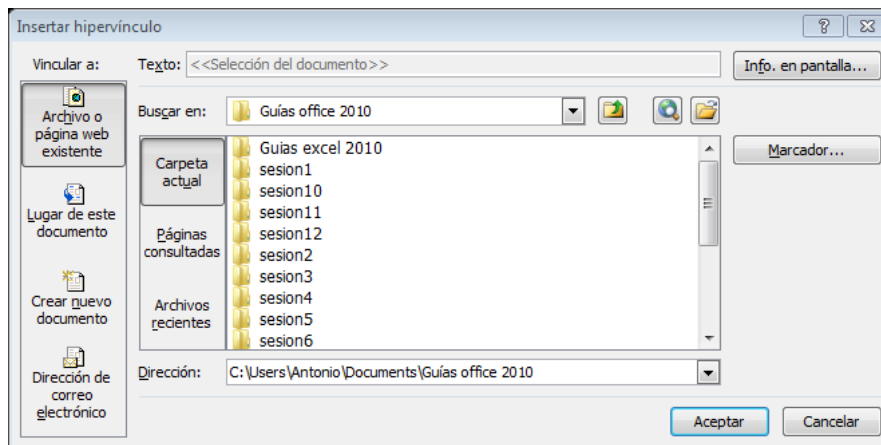 Insertar hipervínculo
Vincular a:
Texto: <<Selección del documento>>
Info. en pantalla...
Archivo o
página web
existente
Buscar en: Guías office 2010
Carpeta
actual
Guias excel 2010
sesion1
sesion10
sesion11
sesion12
sesion2
sesion3
sesion4
sesion5
sesion6
Marcador...
Lugar de este
documento
Páginas
consultadas
Crear nuevo
documento
Archivos
recientes
Dirección de
correo
electrónico
Dirección: C:\Users\Antonio\Documents\Guías office 2010
Aceptar
Cancelar